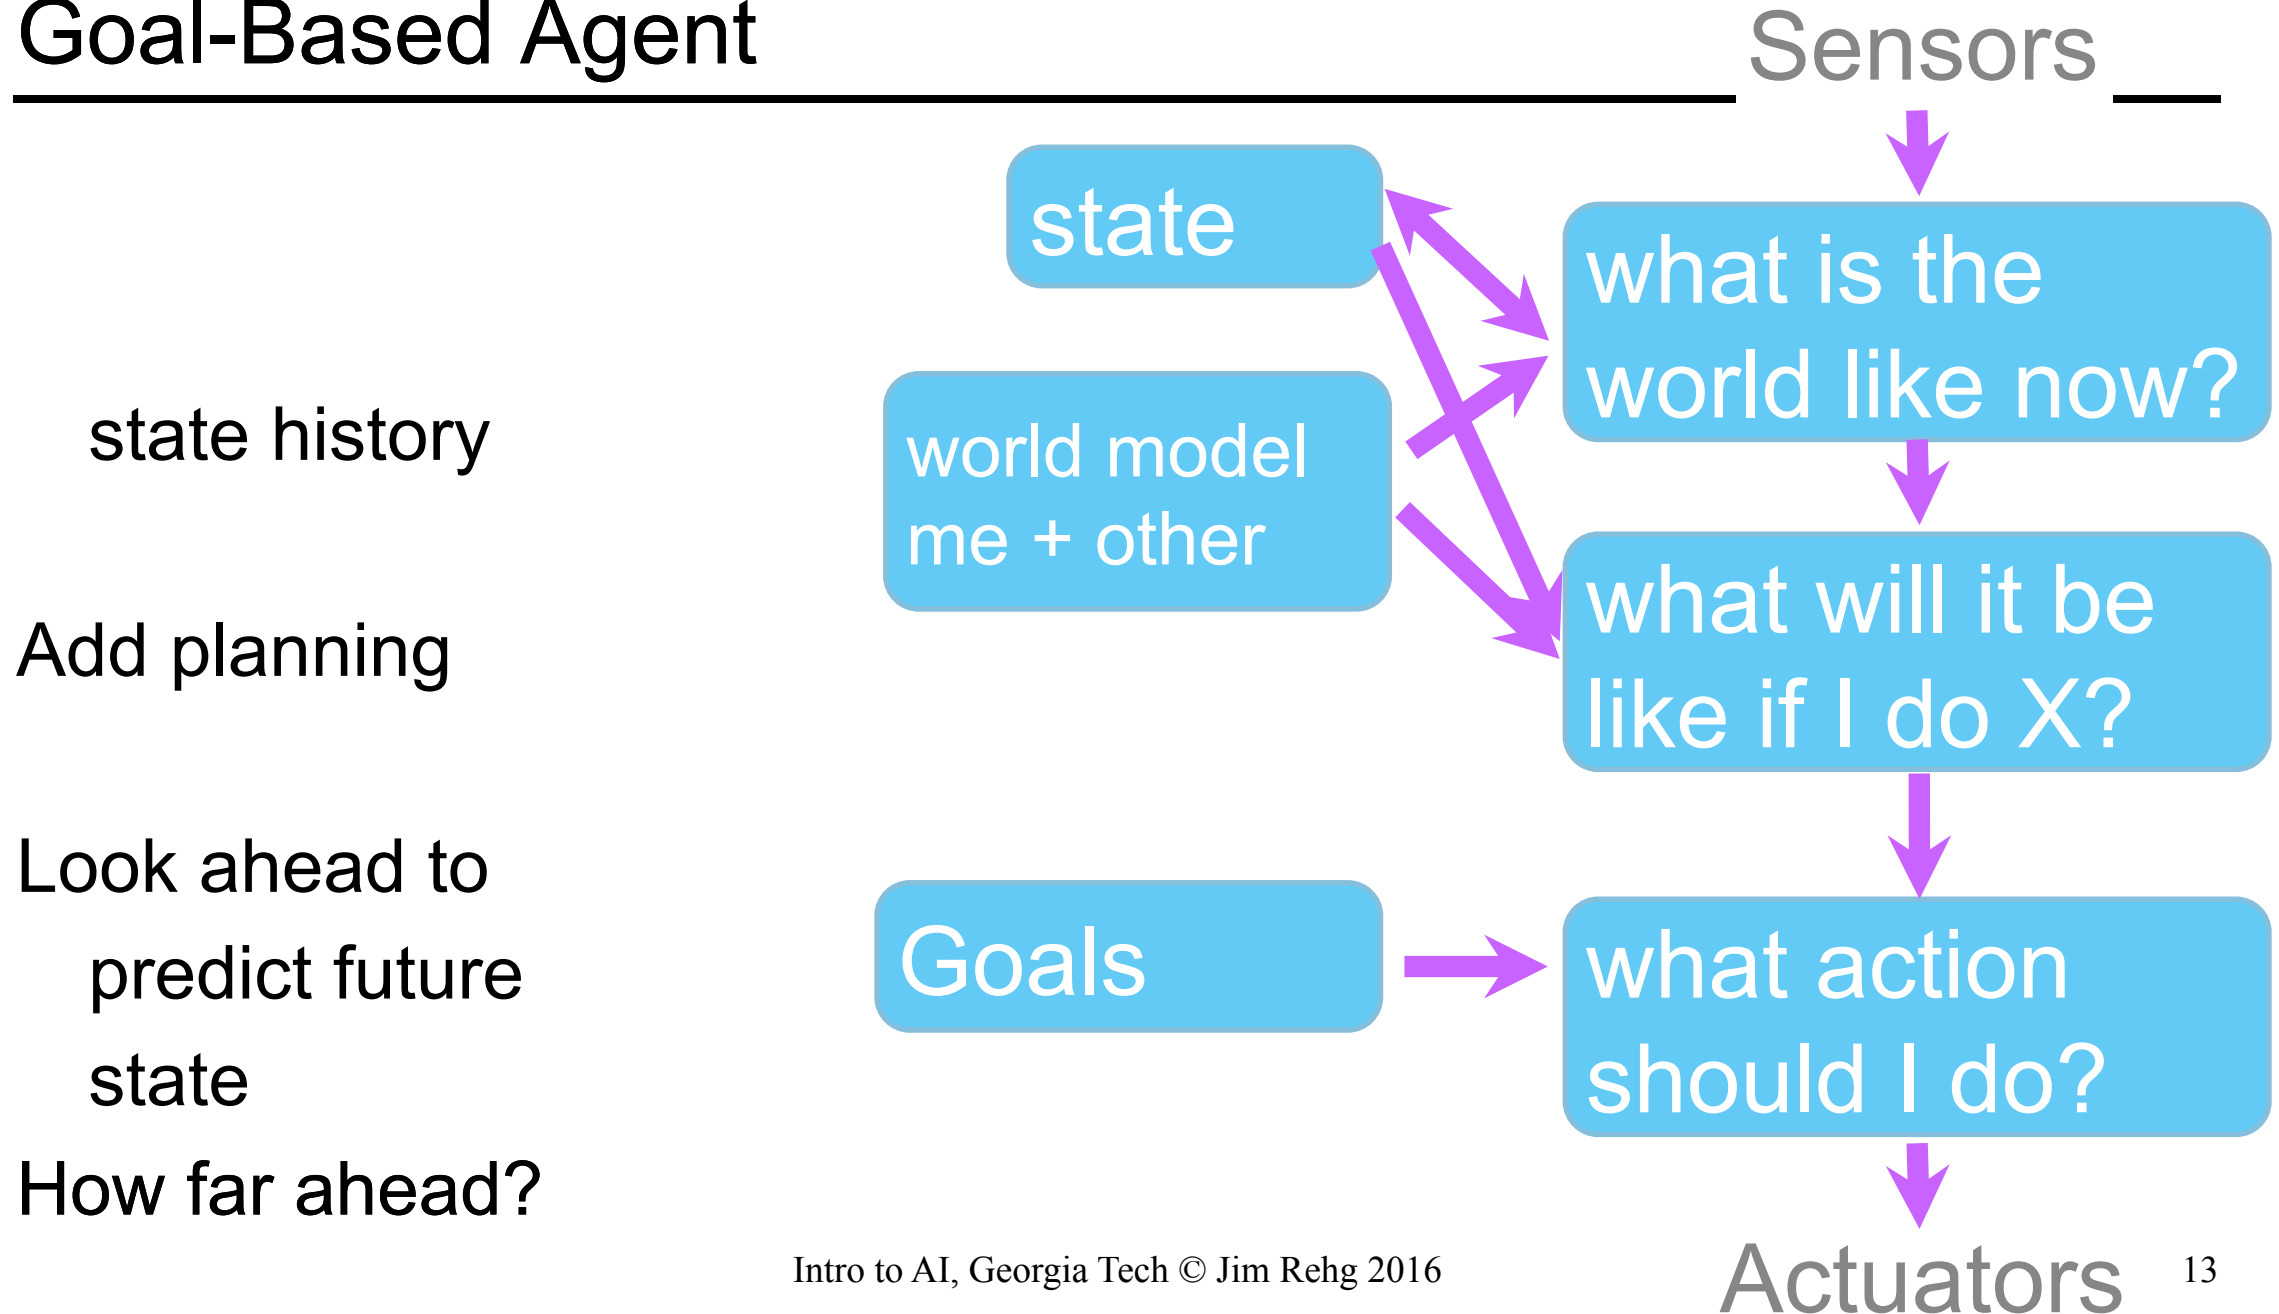 Goal-Based Agent
Sensors
state history
Add planning
Look ahead to
predict future
state
How far ahead?
state
world model
me + other
Goals
what is the
world like now?
what will it be
like if I do X?
what action
should I do?
Actuators
Intro to AI, Georgia Tech © Jim Rehg 2016
13